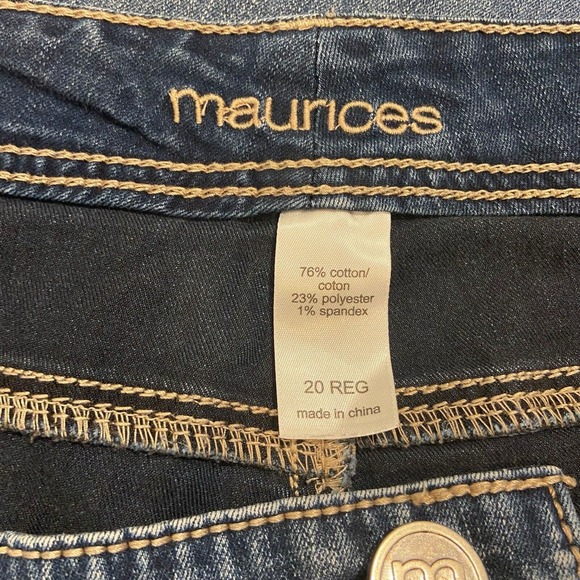 maurices
76% cotton/
coton
23% polyester
1% spandex
20 REG
made in china
m